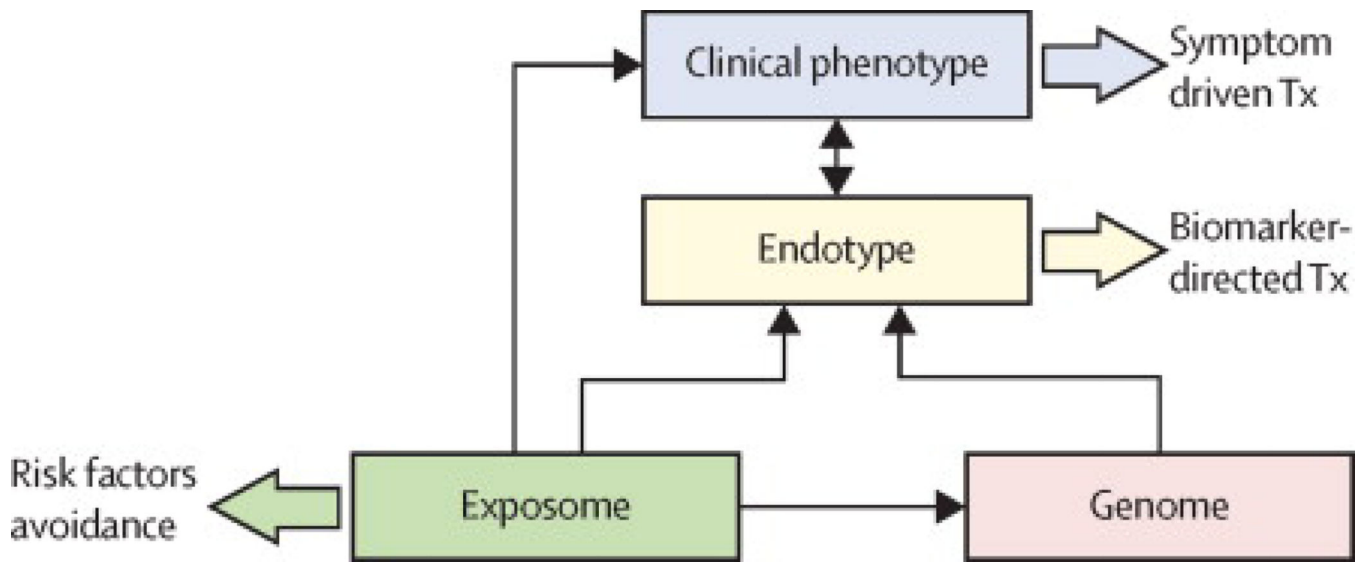 Clinical phenotype
Symptom
driven Tx
Endotype
Biomarker-
directed Tx
Risk factors
avoidance
Exposome
Genome